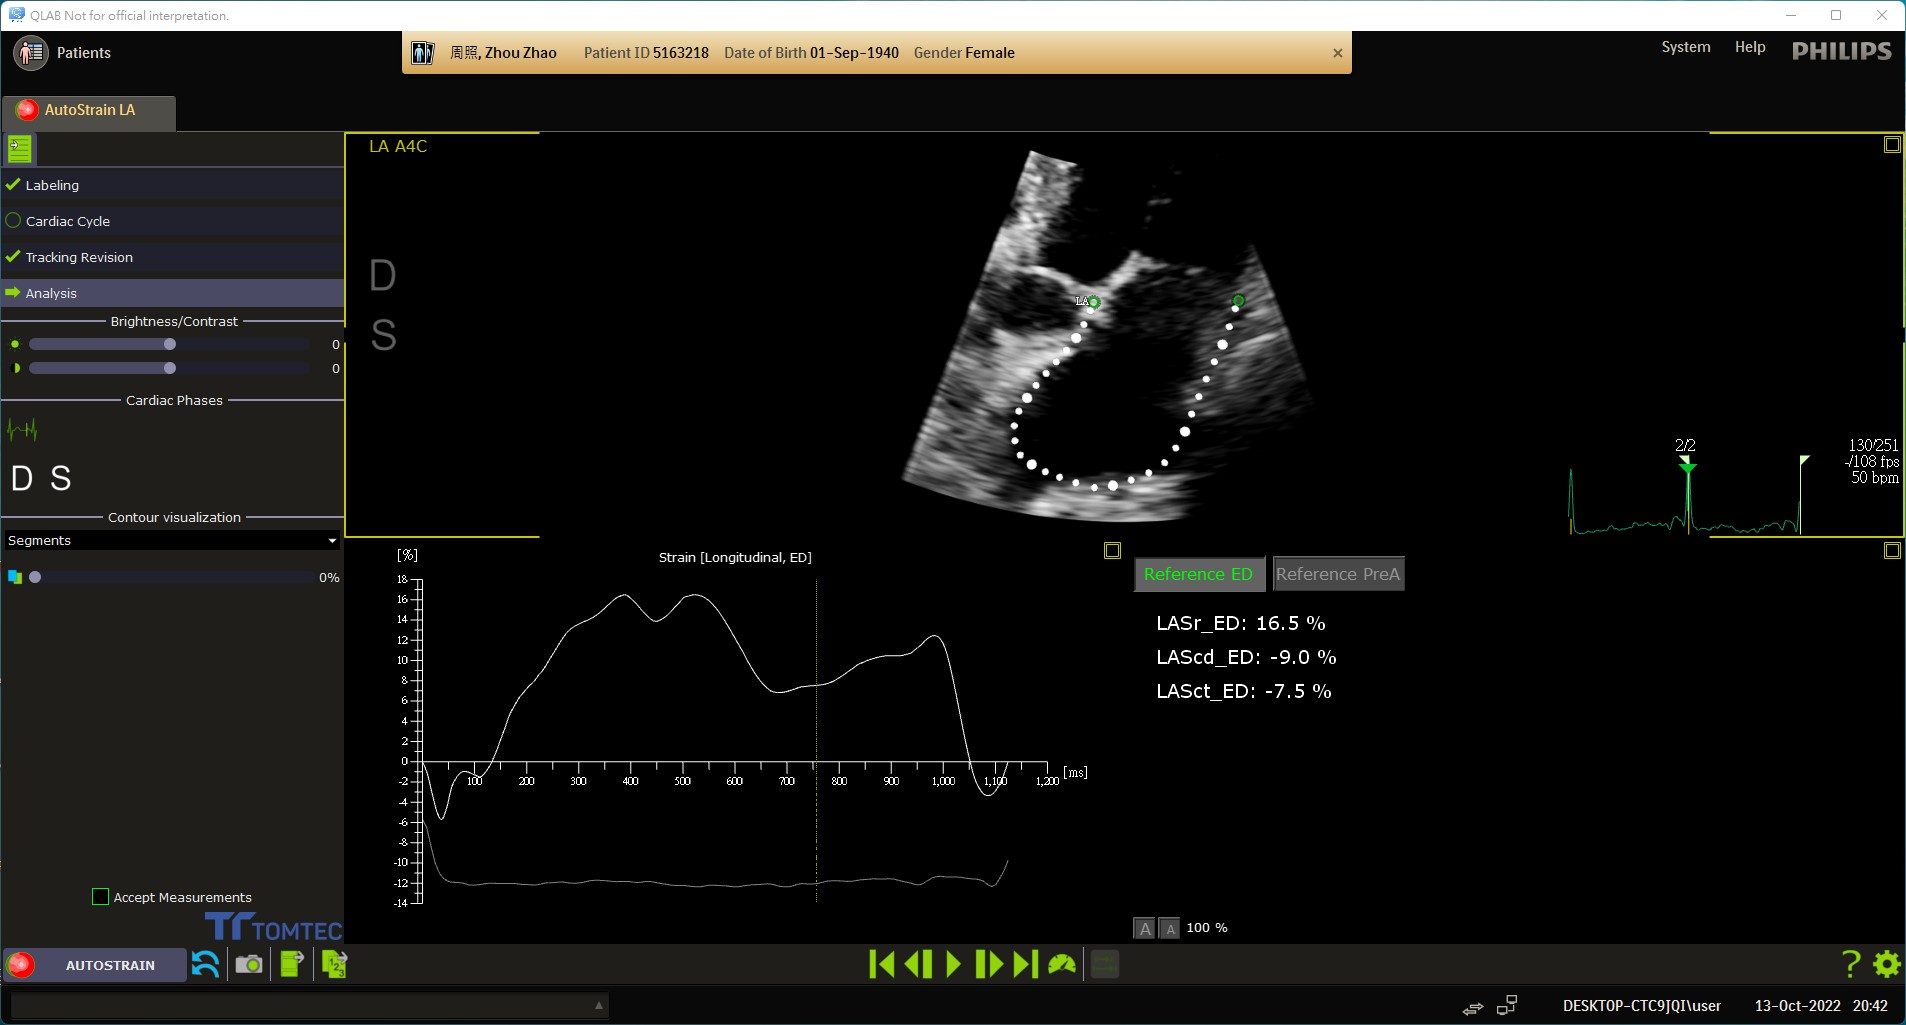 QLAB Not for official interpretation.
Patients
周照, Zhou Zhao Patient ID 5163218 Date of Birth 01-Sep-1940 Gender Female
System Help PHILIPS
AutoStrain LA
Labeling
Cardiac Cycle
Tracking Revision
Analysis
Brightness/Contrast
0
0
Cardiac Phases
D S
Contour visualization
Segments
0%
Accept Measurements
TOMTEC
LA A4C
D
S
LA
2/2
130/251
-/108 fps
50 bpm
[%]
Strain [Longitudinal, ED]
18
16
14
12
10
8
6
4
2
0
-2
-4
-6
-8
-10
-12
-14
100 200 300 400 500 600 700 800 900 1,000 1,100 1,200 [ms]
Reference ED Reference PreA
LASr_ED: 16.5 %
LAScd_ED: -9.0 %
LASct_ED: -7.5 %
A A 100 %
AUTOSTRAIN
123
?
DESKTOP-CTC9JQI\user 13-Oct-2022 20:42